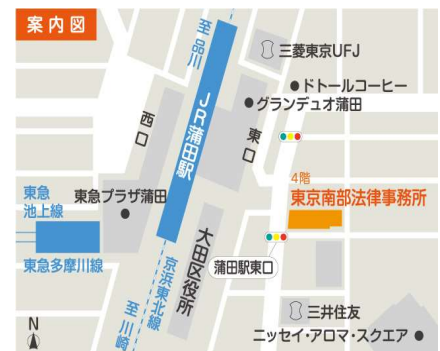 案内図
至 品川
三菱東京UFJ
ドトールコーヒー
グランデュオ蒲田
JR蒲田駅
西口
東口
4階
東京南部法律事務所
東急
池上線
東急プラザ蒲田
東急多摩川線
大田区役所
蒲田駅東口
京浜東北線
至 川崎
三井住友
ニッセイ・アロマ・スクエア
N